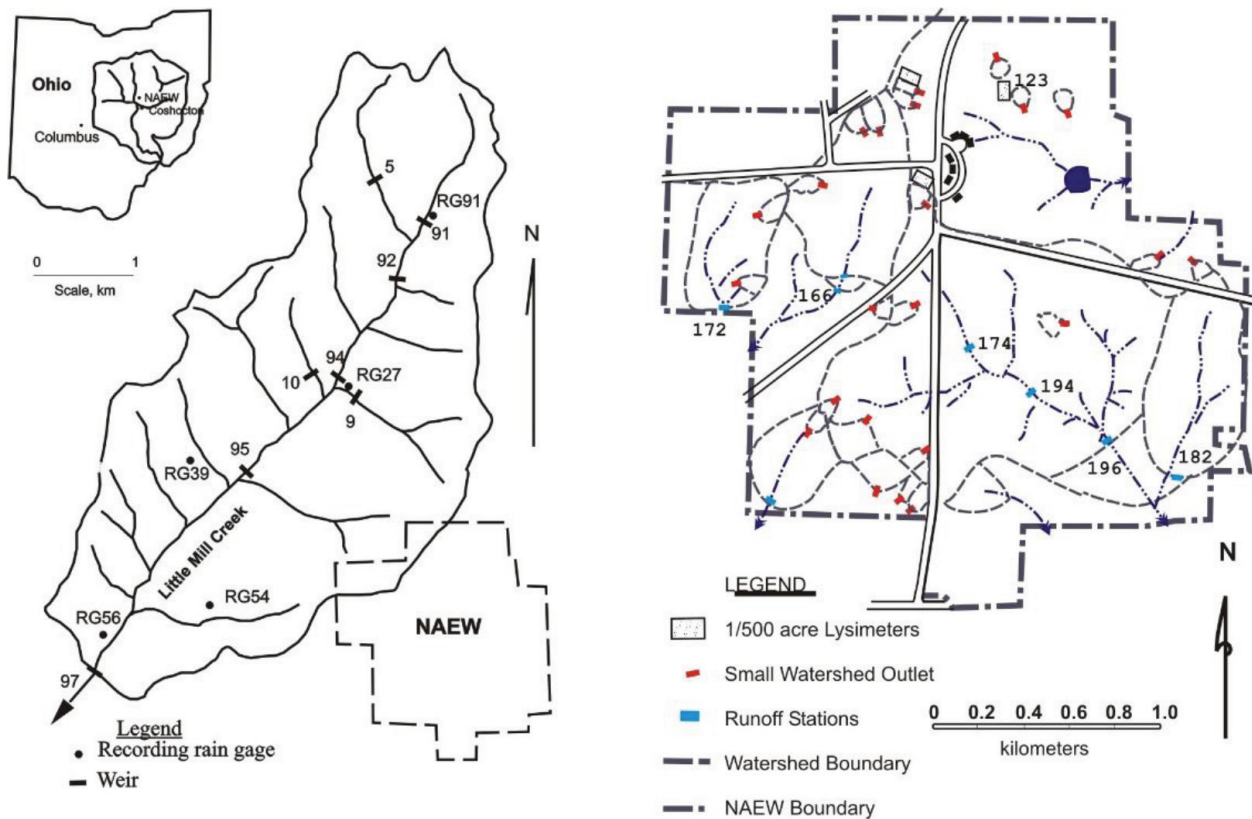 Ohio
NAEW
Coshocton
Columbus
0 1
Scale, km
5
RG91
91
92
N
94
RG27
10
9
95
RG39
Little Mill Creek
RG54
RG56
97
NAEW
Legend
Recording rain gage
Weir
123
166
172
174
194
196
182
N
LEGEND
1/500 acre Lysimeters
Small Watershed Outlet
Runoff Stations
0 0.2 0.4 0.6 0.8 1.0
kilometers
Watershed Boundary
NAEW Boundary